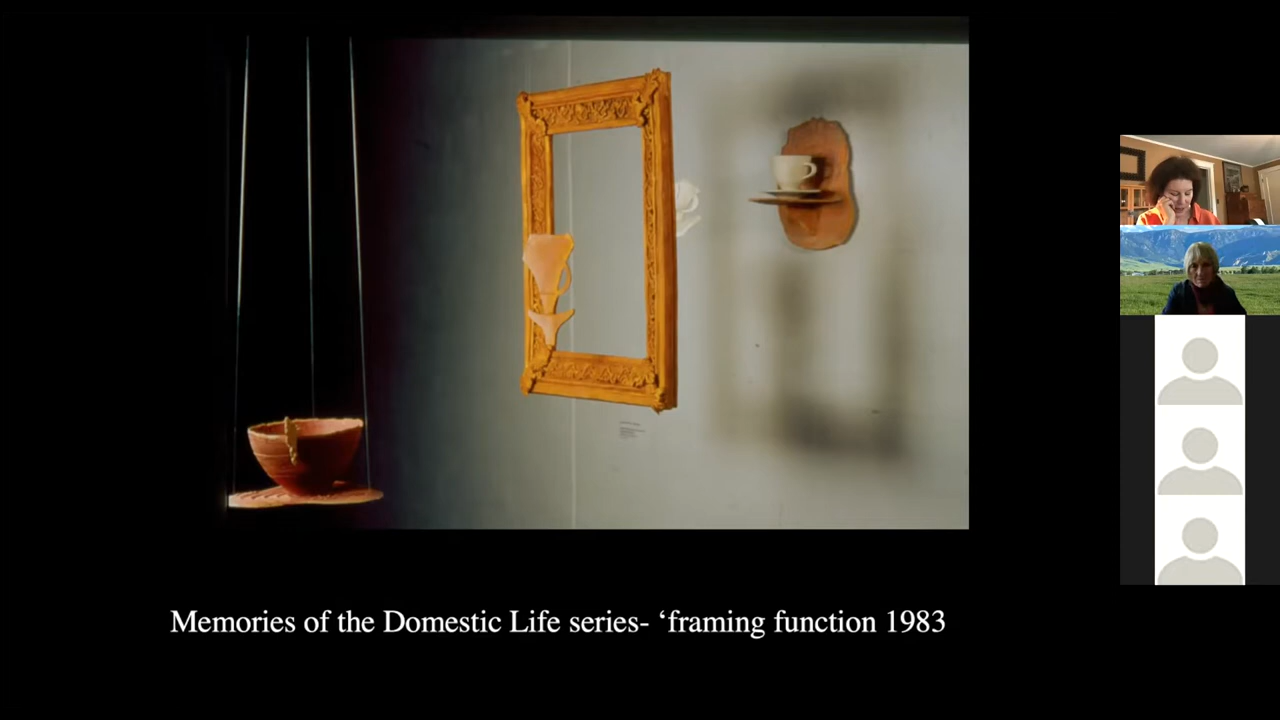 Memories of the Domestic Life series- ‘framing function 1983